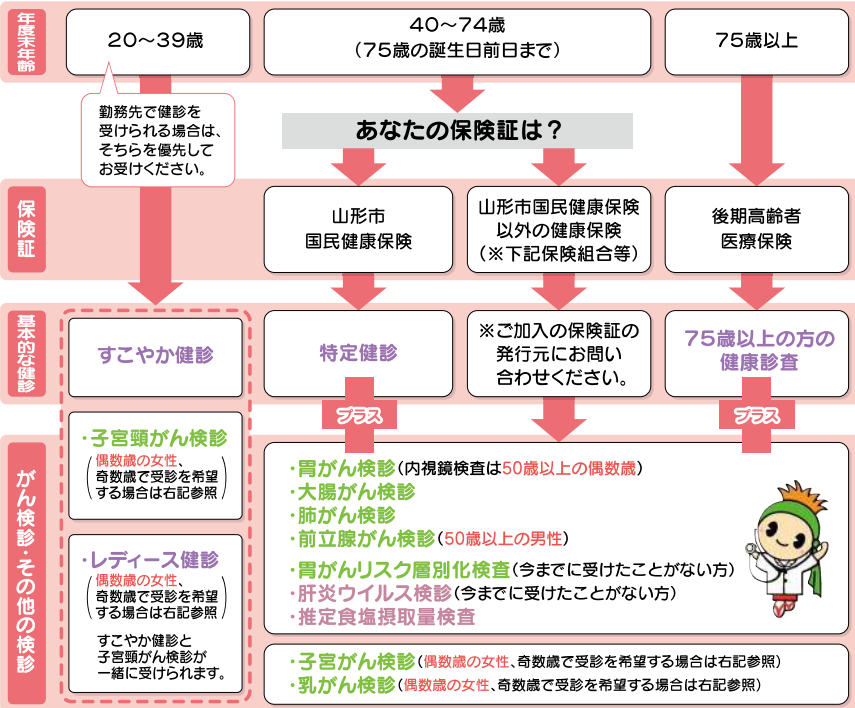 年度末年齢
20〜39歳
40〜74歳
（75歳の誕生日前日まで）
75歳以上
勤務先で健診を
受けられる場合は、
そちらを優先して
お受けください。
あなたの保険証は？
保険証
山形市
国民健康保険
山形市国民健康保険
以外の健康保険
（※下記保険組合等）
後期高齢者
医療保険
基本的な健診
すこやか健診
特定健診
※ご加入の保険証の
発行元にお問い
合わせください。
75歳以上の方の
健康診査
プラス
プラス
がん検診・その他の検診
・子宮頸がん検診
（偶数歳の女性、
奇数歳で受診を希望
する場合は右記参照）
・レディース健診
（偶数歳の女性、
奇数歳で受診を希望
する場合は右記参照）
すこやか健診と
子宮頸がん検診が
一緒に受けられます。
・胃がん検診（内視鏡検査は50歳以上の偶数歳）
・大腸がん検診
・肺がん検診
・前立腺がん検診（50歳以上の男性）
・胃がんリスク層別化検査（今までに受けたことがない方）
・肝炎ウイルス検診（今までに受けたことがない方）
・推定食塩摂取量検査
・子宮がん検診（偶数歳の女性、奇数歳で受診を希望する場合は右記参照）
・乳がん検診（偶数歳の女性、奇数歳で受診を希望する場合は右記参照）